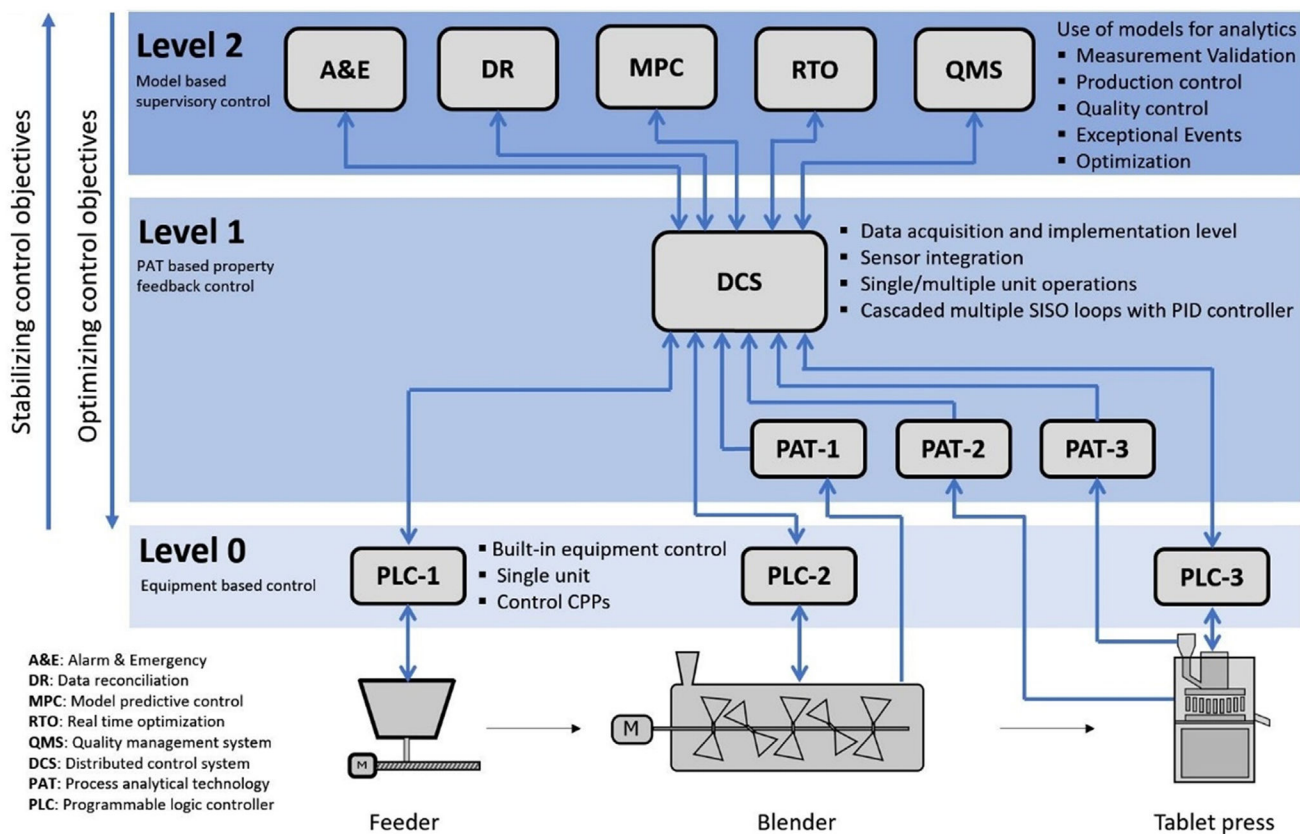 Stabilizing control objectives
Optimizing control objectives
Level 2
Model based
supervisory control
A&E
DR
MPC
RTO
QMS
Use of models for analytics
▪ Measurement Validation
▪ Production control
▪ Quality control
▪ Exceptional Events
▪ Optimization
Level 1
PAT based property
feedback control
DCS
▪ Data acquisition and implementation level
▪ Sensor integration
▪ Single/multiple unit operations
▪ Cascaded multiple SISO loops with PID controller
PAT-1
PAT-2
PAT-3
Level 0
Equipment based control
PLC-1
▪ Built-in equipment control
▪ Single unit
▪ Control CPPs
PLC-2
PLC-3
A&E: Alarm & Emergency
DR: Data reconciliation
MPC: Model predictive control
RTO: Real time optimization
QMS: Quality management system
DCS: Distributed control system
PAT: Process analytical technology
PLC: Programmable logic controller
M
M
Feeder
Blender
Tablet press